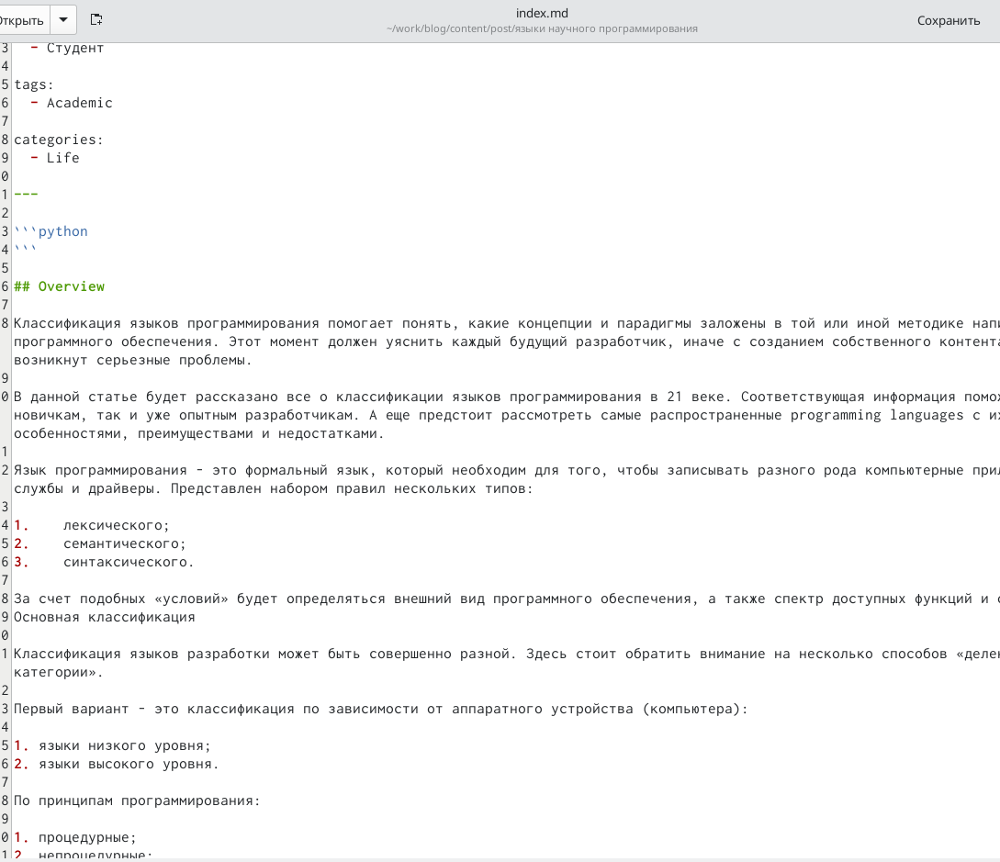 Открыть index.md Сохранить
~/work/blog/content/post/языки научного программирования
3 - Студент
4
5 tags:
6 - Academic
7
8 categories:
9 - Life
0
1 ---
2
3 ```python
4 ```
5
6 ## Overview
7
8 Классификация языков программирования помогает понять, какие концепции и парадигмы заложены в той или иной методике
программного обеспечения. Этот момент должен уяснить каждый будущий разработчик, иначе с созданием собственного
возникнут серьезные проблемы.
9
0 В данной статье будет рассказано все о классификации языков программирования в 21 веке. Соответствующая информация
новичкам, так и уже опытным разработчикам. А еще предстоит рассмотреть самые распространенные programming languages с
особенностями, преимуществами и недостатками.
1
2 Язык программирования - это формальный язык, который необходим для того, чтобы записывать разного рода компьютерные
службы и драйверы. Представлен набором правил нескольких типов:
3
4 1. лексического;
5 2. семантического;
6 3. синтаксического.
7
8 За счет подобных «условий» будет определяться внешний вид программного обеспечения, а также спектр доступных функций и
9 Основная классификация
0
1 Классификация языков разработки может быть совершенно разной. Здесь стоит обратить внимание на несколько способов
категории».
2
3 Первый вариант - это классификация по зависимости от аппаратного устройства (компьютера):
4
5 1. языки низкого уровня;
6 2. языки высокого уровня.
7
8 По принципам программирования:
9
0 1. процедурные;
1 2. непроцедурные;